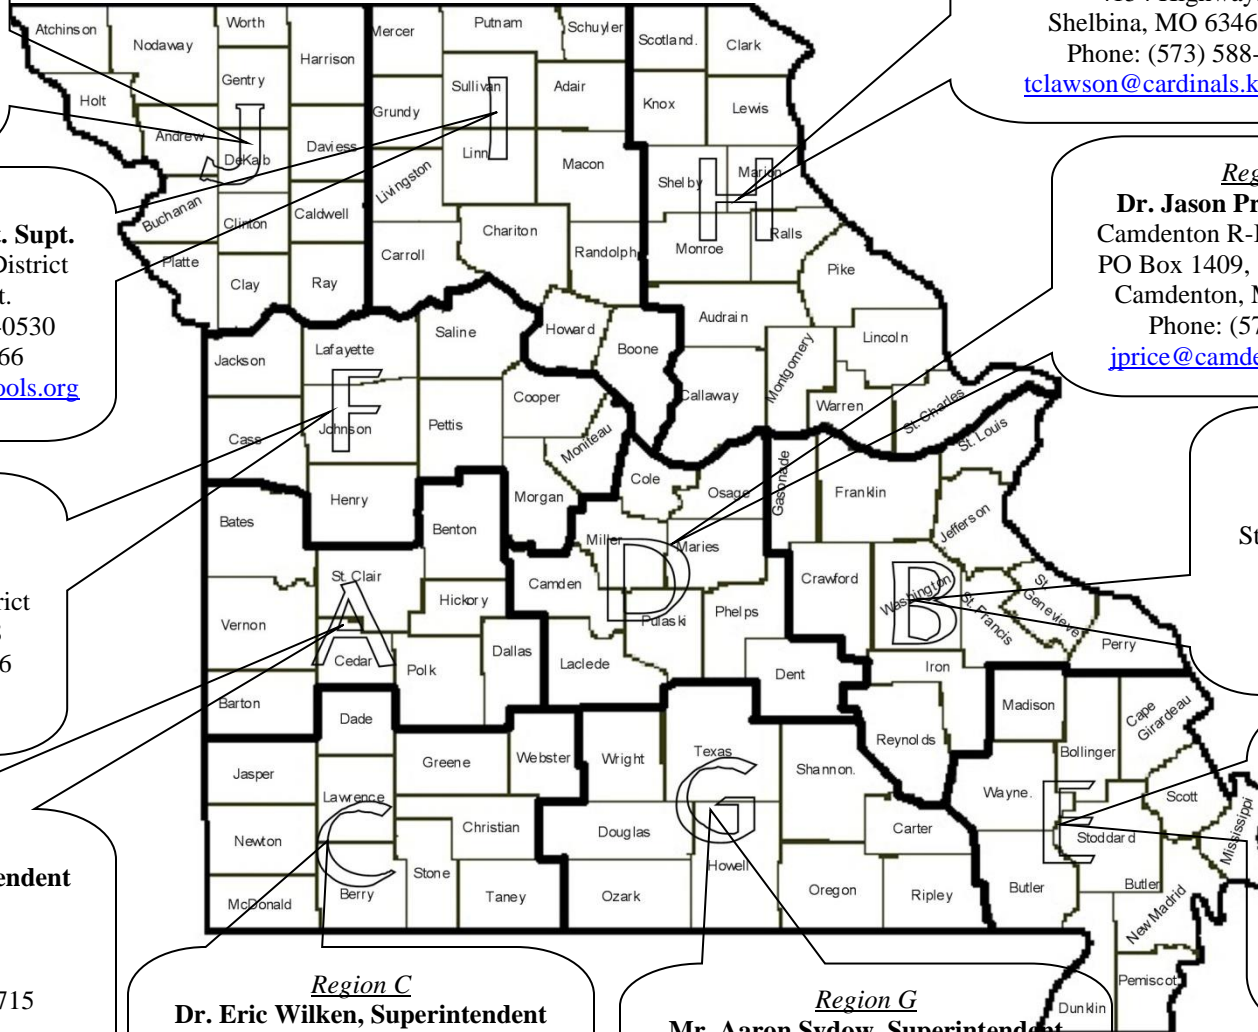 Shelbina, MO 6346
Phone: (573) 588-
tclawson@cardinals.k
Atchinson
Nodaway
Worth
Harrison
Mercer
Putnam
Schuyler
Scotland.
Clark
Gentry
Holt
Sullivan
Adair
Knox
Lewis
Grundy
I
J
Andrew
DeKalb
Daviess
Linn
Macon
Livingston
Shelby
Marion
H
Buchanan
Clinton
Caldwell
Chariton
Randolph
Monroe
Ralls
Platte
Clay
Ray
Carroll
Pike
Audrain
Saline
Howard
Boone
Lincoln
Jackson
Lafayette
Montgomery
Callaway
Warren
St. Charles
Cooper
F
Johnson
Cass
Pettis
Moniteau
St. Louis
Cole
Osage
Gasonade
Franklin
Henry
Morgan
Jefferson
Bates
Benton
Miller
Maries
D
St. Clair
Camden
Crawford
Washington
B
St. Francis
St. Genevieve
Hickory
A
Vernon
Pulaski
Phelps
Perry
Cedar
Polk
Dallas
Laclede
Dent
Iron
Barton
Dade
Madison
Cape Girardeau
Reynolds
Bollinger
Jasper
Greene
Webster
Wright
Texas
Shannon.
G
Wayne.
E
Scott
Mississippi
Lawrence
C
Newton
Christian
Douglas
Carter
Stoddard
Howell
McDonald
Berry
Stone
Taney
Ozark
Oregon
Ripley
Butler
Butler
New Madrid
Pemiscot
Dunklin
t. Supt.
District
t.
-0530
66
ools.org
rict
6
endent
715
Reg
Dr. Jason Pr
Camdenton R-I
PO Box 1409,
Camdenton, M
Phone: (57
jprice@camde
St
Region C
Dr. Eric Wilken, Superintendent
Region G
Mr. Aaron Sydow, Superintendent